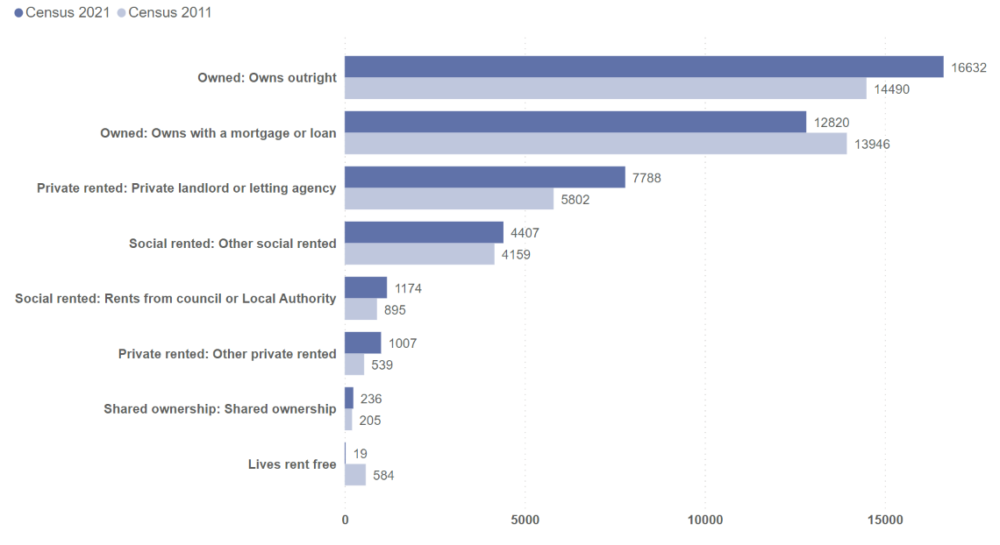 Census 2021 Census 2011
Owned: Owns outright
16632
14490
Owned: Owns with a mortgage or loan
12820
13946
Private rented: Private landlord or letting agency
7788
5802
Social rented: Other social rented
4407
4159
Social rented: Rents from council or Local Authority
1174
895
Private rented: Other private rented
1007
539
Shared ownership: Shared ownership
236
205
Lives rent free
19
584
0 5000 10000 15000